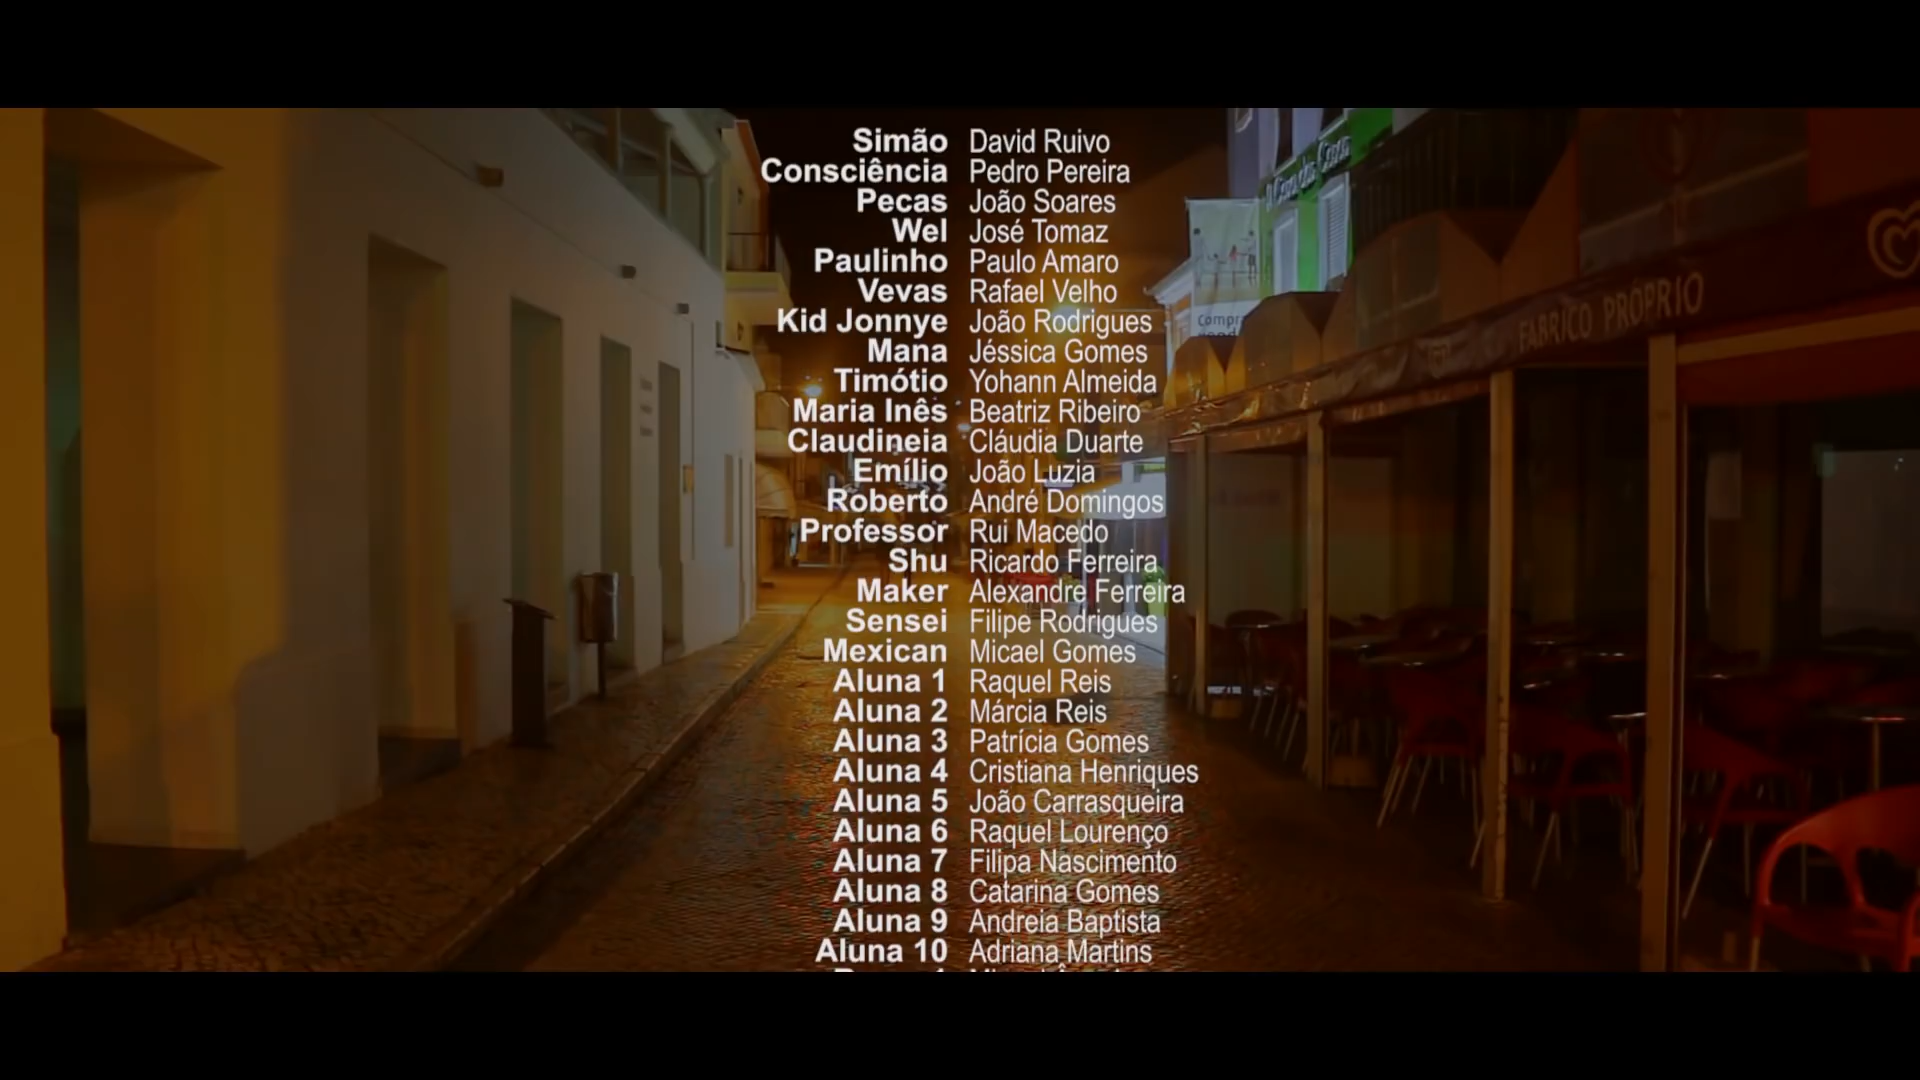 Simão David Ruivo
Consciência Pedro Pereira
Pecas João Soares
Wel José Tomaz
Paulinho Paulo Amaro
Vevas Rafael Velho
Kid Jonnye João Rodrigues
Mana Jéssica Gomes
Timótio Yohann Almeida
Maria Inês Beatriz Ribeiro
Claudineia Cláudia Duarte
Emílio João Luzia
Roberto André Domingos
Professor Rui Macedo
Shu Ricardo Ferreira
Maker Alexandre Ferreira
Sensei Filipe Rodrigues
Mexican Micael Gomes
Aluna 1 Raquel Reis
Aluna 2 Márcia Reis
Aluna 3 Patrícia Gomes
Aluna 4 Cristiana Henriques
Aluna 5 João Carrasqueira
Aluna 6 Raquel Lourenço
Aluna 7 Filipa Nascimento
Aluna 8 Catarina Gomes
Aluna 9 Andreia Baptista
Aluna 10 Adriana Martins
FABRICO PRÓPRIO